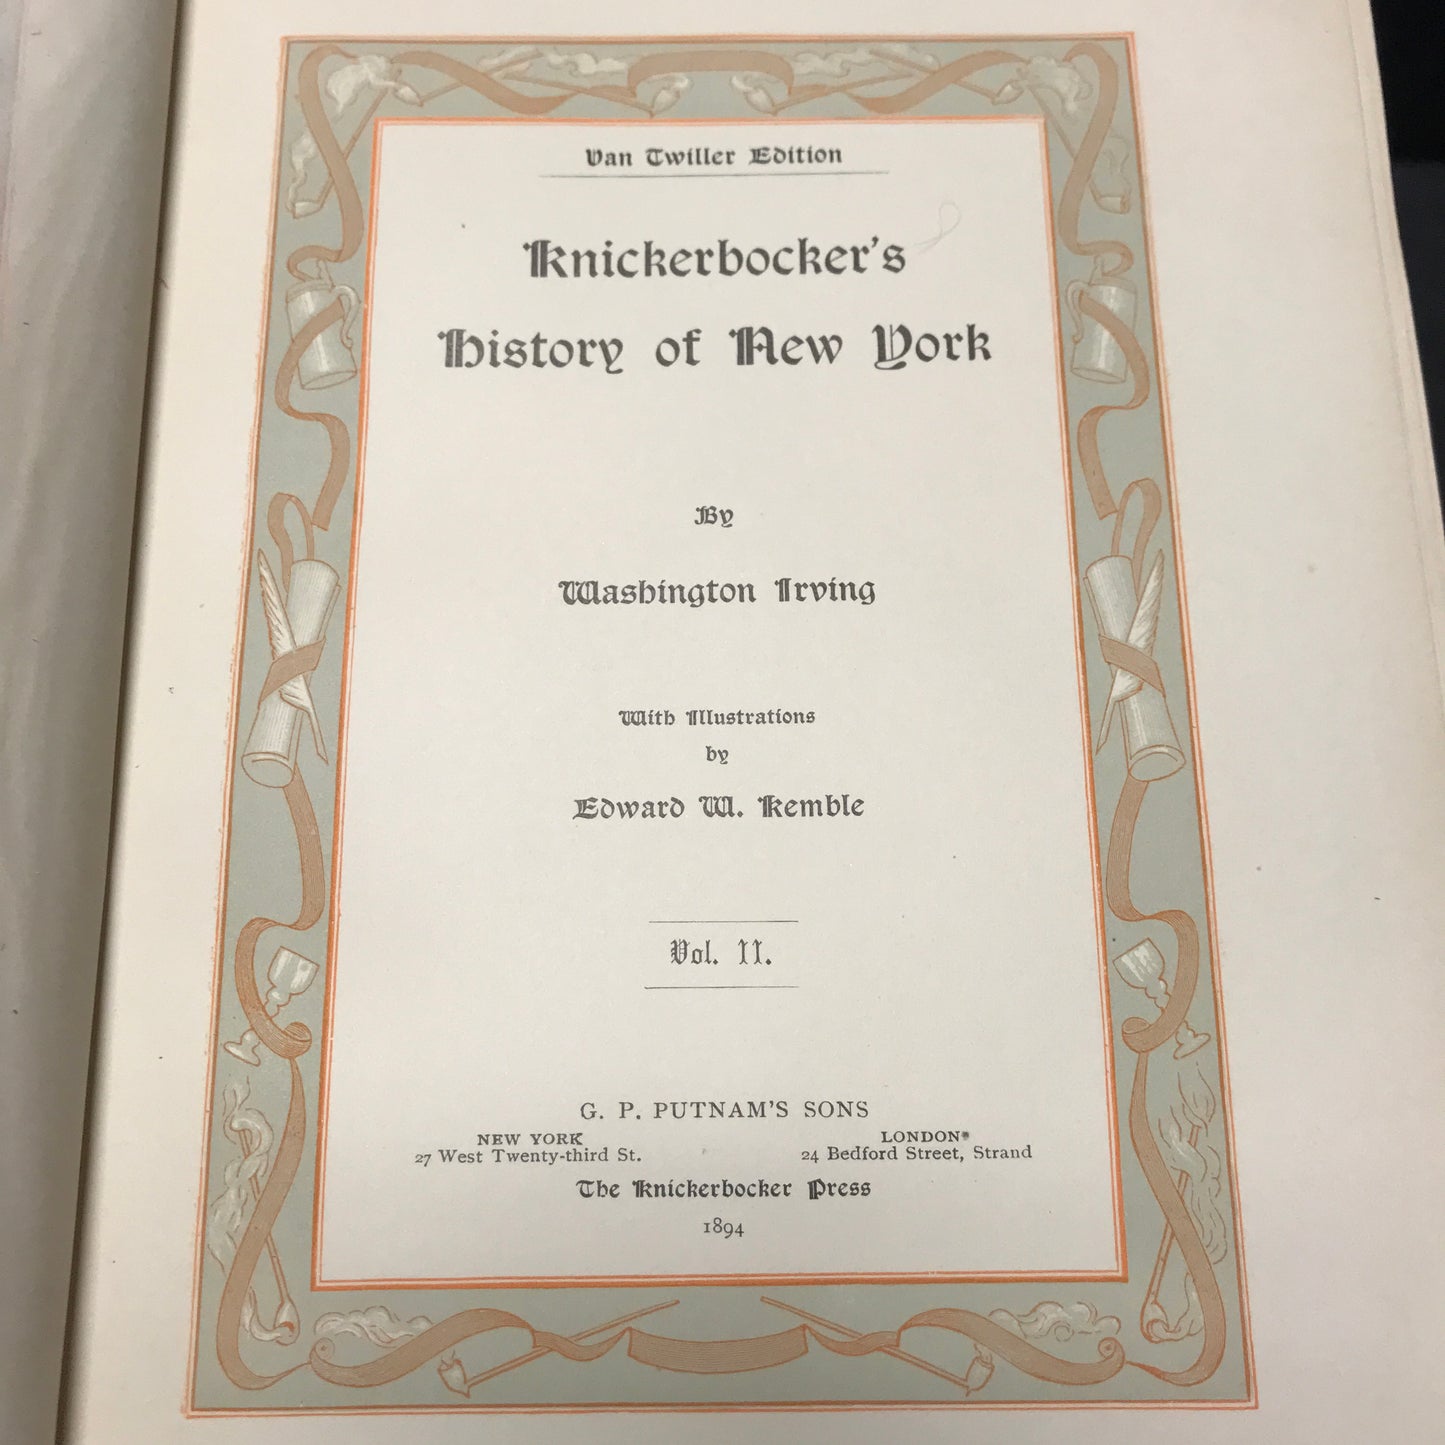 Van Twiller Edition
Knickerbocker's
History of New York
By
Washington Irving
With Illustrations
by
Edward W. Kemble
Vol. II.
G. P. PUTNAM'S SONS
NEW YORK LONDON
27 West Twenty-third St. 24 Bedford Street, Strand
The Knickerbocker Press
1894